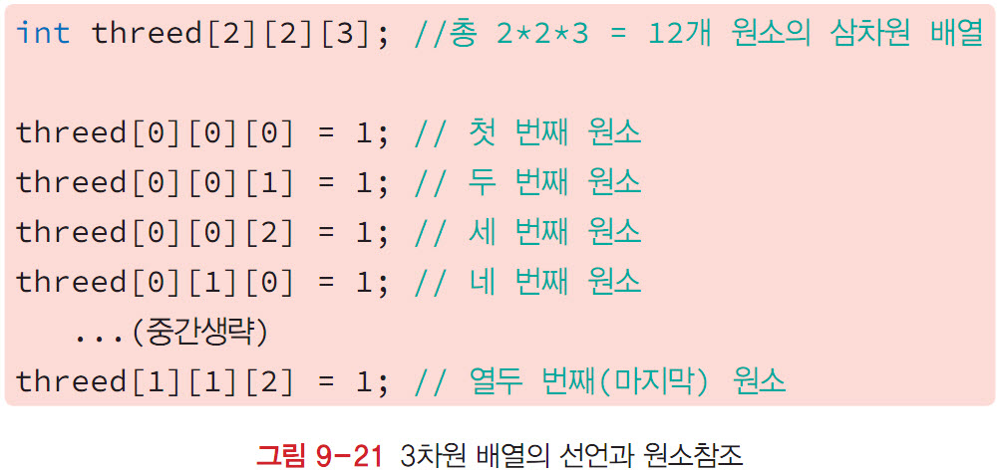 int threed[2][2][3]; //총 2*2*3 = 12개 원소의 삼차원 배열
threed[0][0][0] = 1; // 첫 번째 원소
threed[0][0][1] = 1; // 두 번째 원소
threed[0][0][2] = 1; // 세 번째 원소
threed[0][1][0] = 1; // 네 번째 원소
...(중간생략)
threed[1][1][2] = 1; // 열두 번째(마지막) 원소
그림 9-21 3차원 배열의 선언과 원소참조